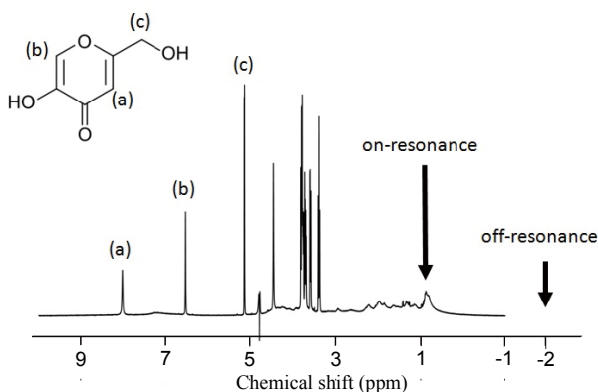 (c)
(b)
O
OH
HO
(a)
O
(c)
(b)
(a)
on-resonance
off-resonance
9 7 5 3 1 -1 -2
Chemical shift (ppm)